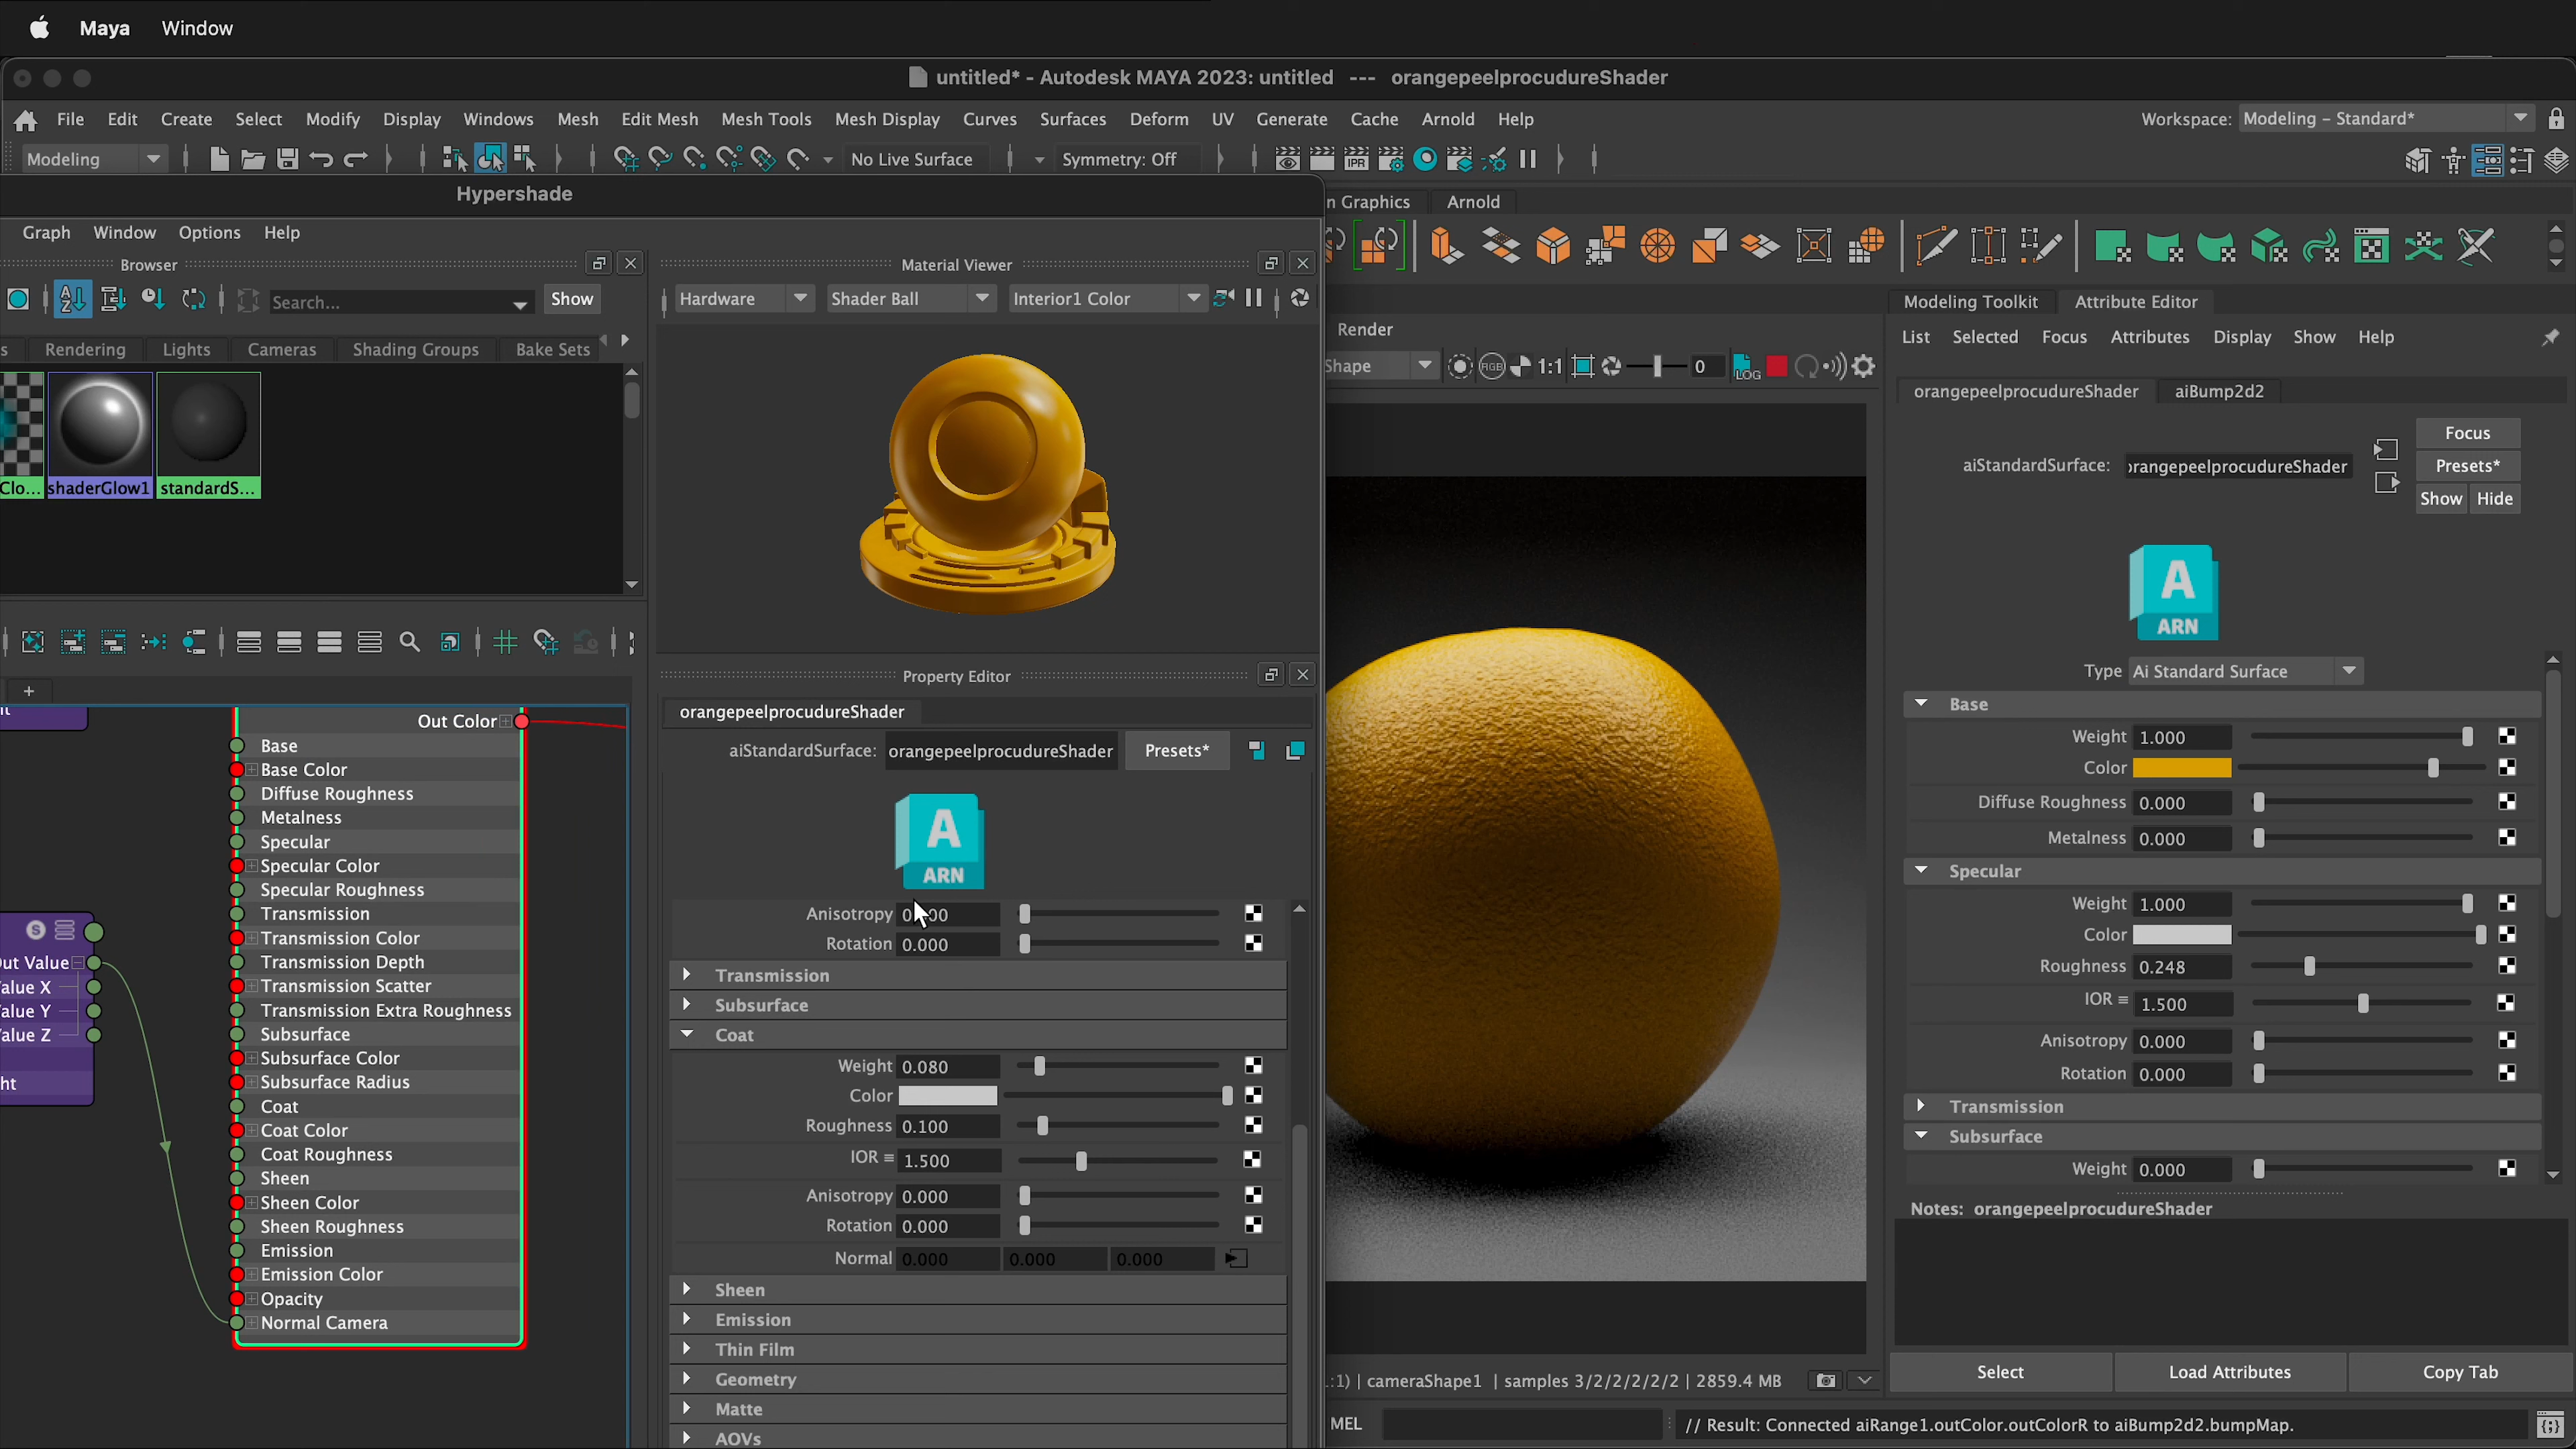 Maya Window
untitled* - Autodesk MAYA 2023: untitled --- orangepeelprocudureShader
File Edit Create Select Modify Display Windows Mesh Edit Mesh Mesh Tools Mesh Display Curves Surfaces Deform UV Generate Cache Arnold Help
Workspace: Modeling - Standard*
Modeling No Live Surface Symmetry: Off IPR
Hypershade
n Graphics Arnold
Graph Window Options Help
Browser
Material Viewer
Search... Show
Hardware Shader Ball Interior1 Color
s Rendering Lights Cameras Shading Groups Bake Sets
Clo... shaderGlow1 standardS...
Render
Shape RGB 1:1 0 LOG
Modeling Toolkit Attribute Editor
List Selected Focus Attributes Display Show Help
orangepeelprocudureShader aiBump2d2
Focus
aiStandardSurface: orangepeelprocudureShader
Presets*
Show Hide
A
ARN
Type Ai Standard Surface
Base
Weight 1.000
Color
Diffuse Roughness 0.000
Metalness 0.000
Specular
Weight 1.000
Color
Roughness 0.248
IOR = 1.500
Anisotropy 0.000
Rotation 0.000
Transmission
Subsurface
Weight 0.000
Notes: orangepeelprocudureShader
Select Load Attributes Copy Tab
+
Out Color
Base
Base Color
Diffuse Roughness
Metalness
Specular
Specular Color
Specular Roughness
Transmission
Transmission Color
Transmission Depth
Transmission Scatter
Transmission Extra Roughness
Subsurface
Subsurface Color
Subsurface Radius
Coat
Coat Color
Coat Roughness
Sheen
Sheen Color
Sheen Roughness
Emission
Emission Color
Opacity
Normal Camera
S
ut Value
alue X
alue Y
alue Z
ht
Property Editor
orangepeelprocudureShader
aiStandardSurface: orangepeelprocudureShader Presets*
A
ARN
Anisotropy
Rotation 0.000
Transmission
Subsurface
Coat
Weight 0.080
Color
Roughness 0.100
IOR = 1.500
Anisotropy 0.000
Rotation 0.000
Normal 0.000 0.000 0.000
Sheen
Emission
Thin Film
Geometry
Matte
AOVs
:1) | cameraShape1 | samples 3/2/2/2/2/2 | 2859.4 MB
MEL // Result: Connected aiRange1.outColor.outColorR to aiBump2d2.bumpMap.